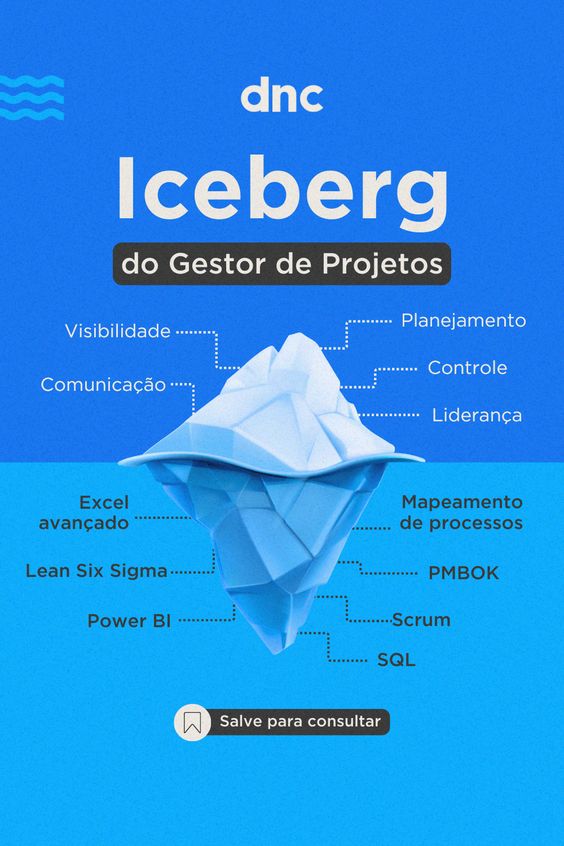 dnc
Iceberg
do Gestor de Projetos
Visibilidade
Planejamento
Comunicação
Controle
Liderança
Excel
avançado
Mapeamento
de processos
Lean Six Sigma
PMBOK
Power BI
Scrum
SQL
Salve para consultar